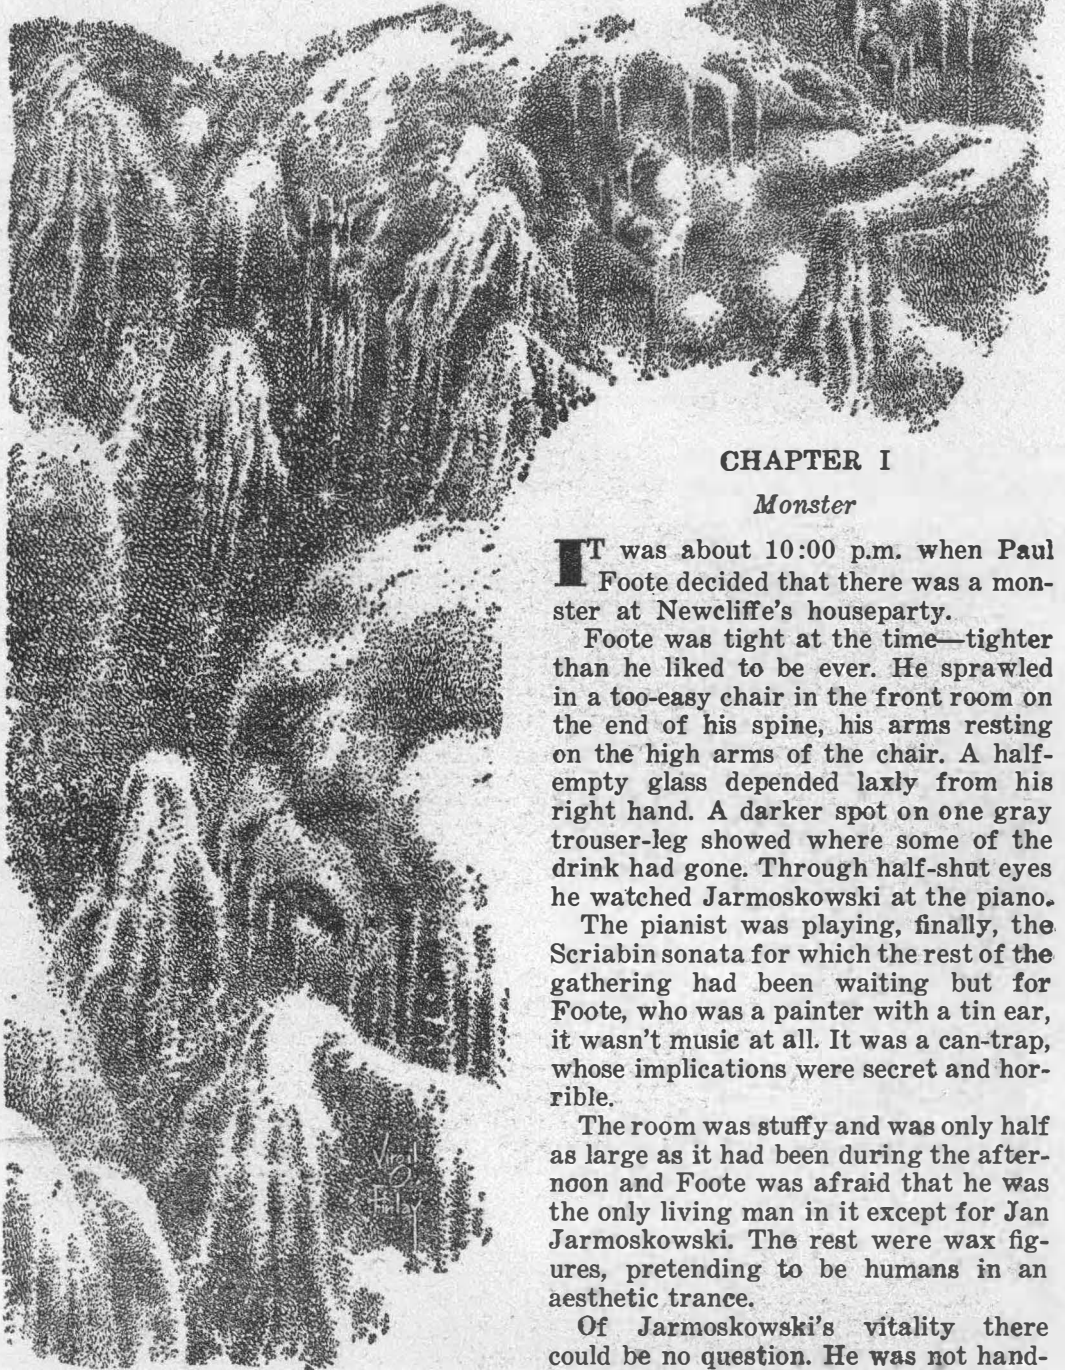 CHAPTER I
Monster
IT was about 10:00 p.m. when Paul
Foote decided that there was a mon-
ster at Newcliffe's houseparty.
Foote was tight at the time—tighter
than he liked to be ever. He sprawled
in a too-easy chair in the front room on
the end of his spine, his arms resting
on the high arms of the chair. A half-
empty glass depended laxly from his
right hand. A darker spot on one gray
trouser-leg showed where some of the
drink had gone. Through half-shut eyes
he watched Jarmoskowski at the piano.
The pianist was playing, finally, the
Scriabin sonata for which the rest of the
gathering had been waiting but for
Foote, who was a painter with a tin ear,
it wasn't music at all. It was a can-trap,
whose implications were secret and hor-
rible.
The room was stuffy and was only half
as large as it had been during the after-
noon and Foote was afraid that he was
the only living man in it except for Jan
Jarmoskowski. The rest were wax fig-
ures, pretending to be humans in an
aesthetic trance.
Of Jarmoskowski's vitality there
could be no question. He was not hand-
Virgil
Finlay